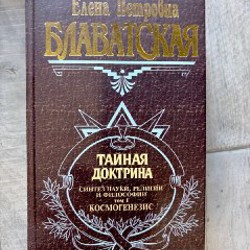 Елена Петровна
БЛАВАТСКАЯ
ТАЙНАЯ
ДОКТРИНА
СИНТЕЗ НАУКИ, РЕЛИГИИ
И ФИЛОСОФИИ
ТОМ I
КОСМОГЕНЕЗИС